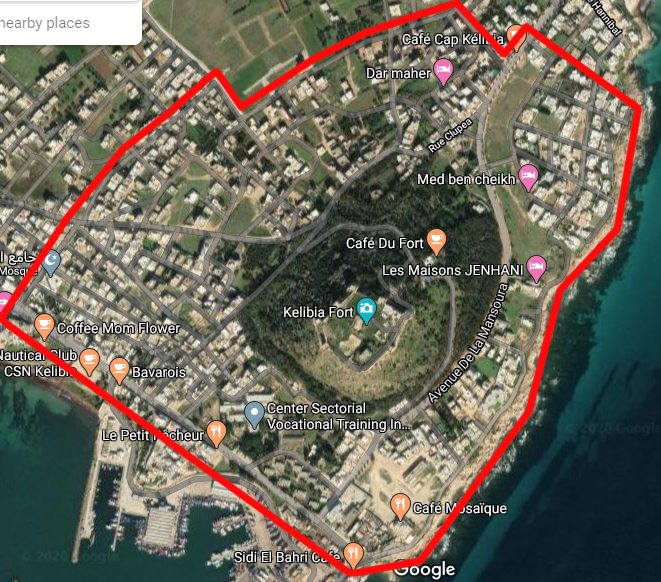 nearby places
Hannibal
Café Cap Kélibia
Dar maher
Rue Clupea
Med ben cheikh
Café Du Fort
جامع ا
Mosque
Les Maisons JENHANI
Kelibia Fort
Coffee Mom Flower
Nautical Club
CSN Kelibia
Bavarois
Avenue De La Mansoura
Center Sectorial
Vocational Training In...
Le Petit Pêcheur
© 2020 Google
Café Mosaïque
Sidi El Bahri Cafe
© 2020 Google
Google